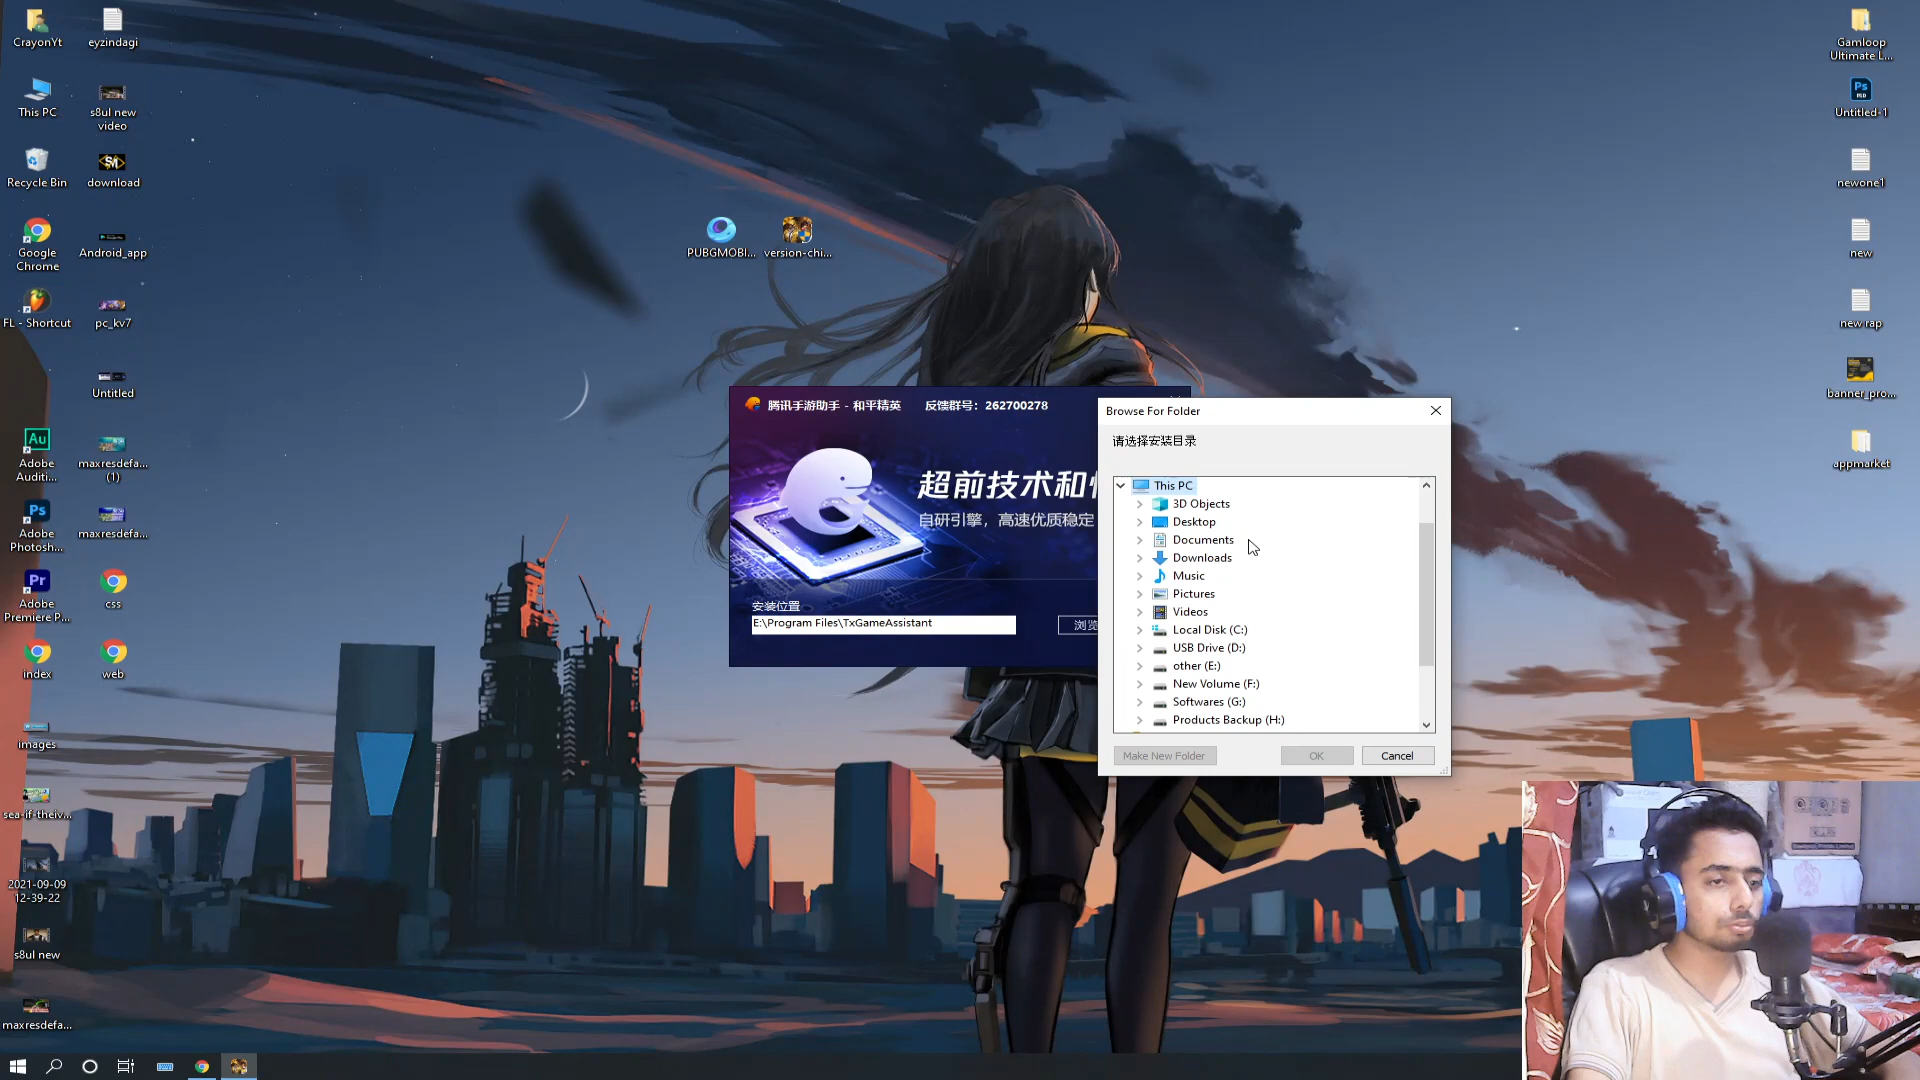 CrayonYt
eyzindagi
This PC
s8ul new
video
Recycle Bin
download
Google
Chrome
Android_app
FL - Shortcut
pc_kv7
Untitled
Adobe
Auditi...
maxresdefa...
(1)
Adobe
Photosh...
maxresdefa...
Adobe
Premiere P...
css
index
web
images
sea-if-theiv...
2021-09-09
12-39-22
s8ul new
maxresdefa...
PUBGMOBI...
version-chi...
Gamloop
Ultimate L...
Untitled-1
newone1
new
new rap
banner_pro...
appmarket
腾讯手游助手 - 和平精英
反馈群号：262700278
超前技术和
自研引擎，高速优质稳定
安装位置
E:\Program Files\TxGameAssistant
浏览
Browse For Folder
请选择安装目录
This PC
3D Objects
Desktop
Documents
Downloads
Music
Pictures
Videos
Local Disk (C:)
USB Drive (D:)
other (E:)
New Volume (F:)
Softwares (G:)
Products Backup (H:)
Make New Folder
OK
Cancel
Au
Ps
Pr
Ps